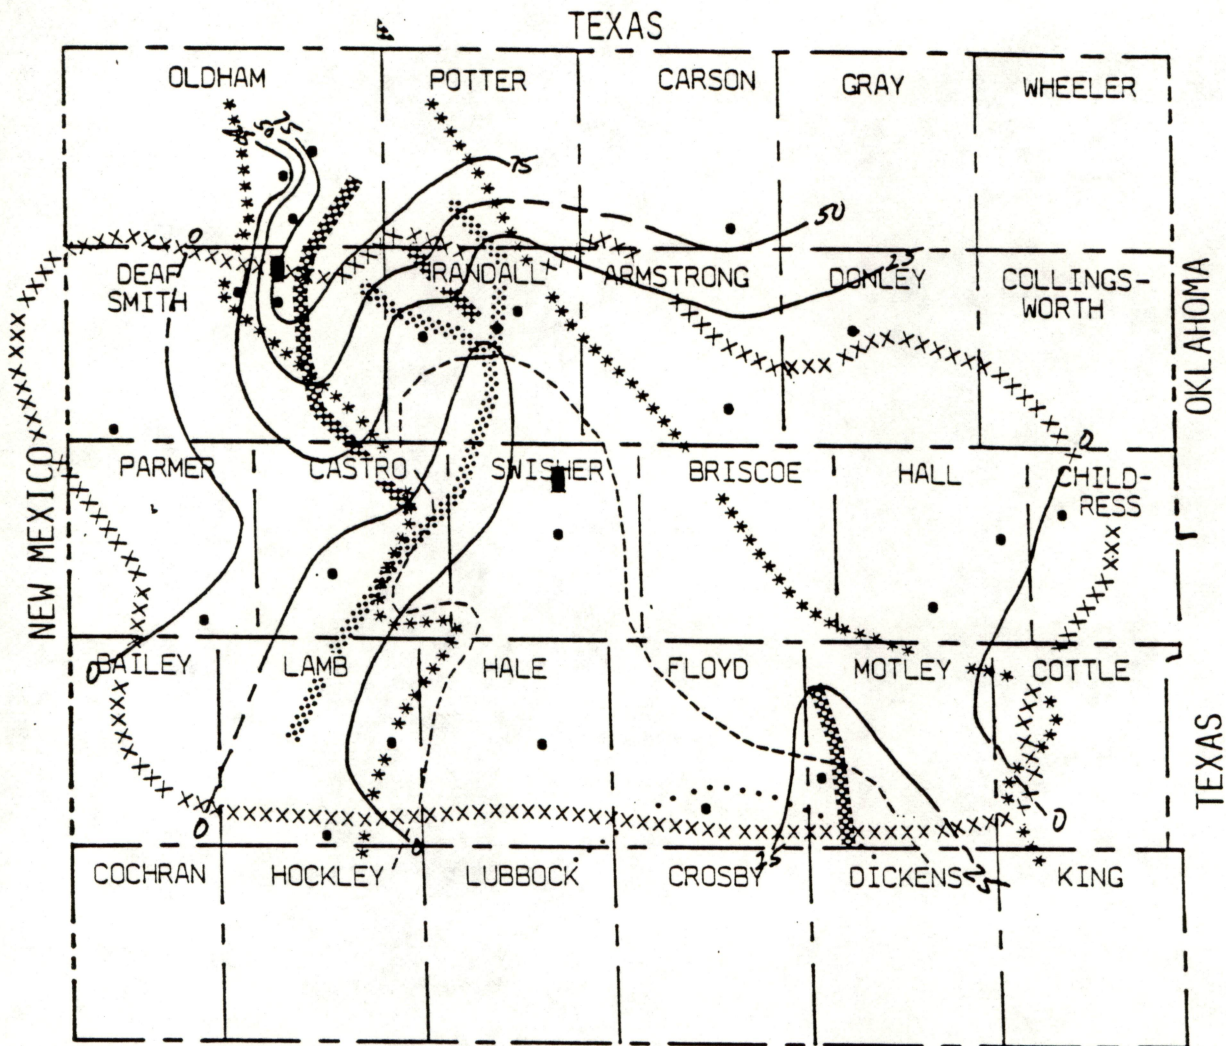 TEXAS
OLDHAM POTTER CARSON GRAY WHEELER
75
50
0
DEAF SMITH RANDALL ARMSTRONG DONLEY 25 COLLINGS-WORTH
OKLAHOMA
NEW MEXICO
0
PARMER CASTRO SWISHER BRISCOE HALL CHILD-RESS
0
BAILEY LAMB HALE FLOYD MOTLEY COTTLE
TEXAS
0
0
0
25
25
COCHRAN HOCKLEY LUBBOCK CROSBY DICKENS KING